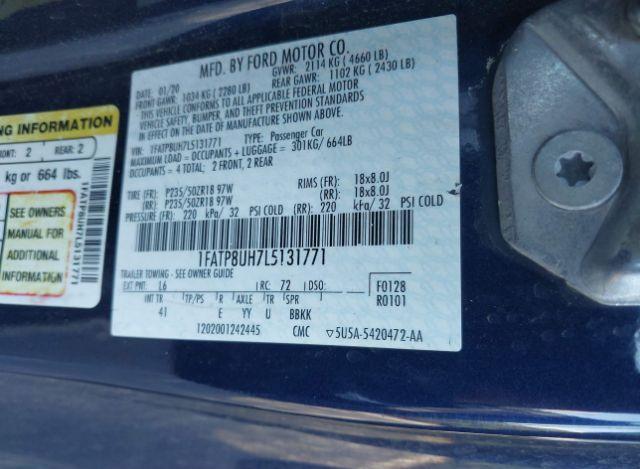 MFD. BY FORD MOTOR CO.
DATE: 01/20 GVWR: 2114 KG ( 4660 LB)
FRONT GAWR: 1034 KG ( 2280 LB) REAR GAWR: 1102 KG ( 2430 LB)
THIS VEHICLE CONFORMS TO ALL APPLICABLE FEDERAL MOTOR
VEHICLE SAFETY, BUMPER, AND THEFT PREVENTION STANDARDS
IN EFFECT ON THE DATE OF MANUFACTURE SHOWN ABOVE.
VIN: 1FATP8UH7L5131771 TYPE: Passenger Car
MAXIMUM LOAD = OCCUPANTS + LUGGAGE = 301KG/ 664LB
OCCUPANTS = 4 TOTAL; 2 FRONT, 2 REAR
TIRE (FR): P235/50ZR18 97W RIMS (FR): 18x8.0J
(RR): P235/50ZR18 97W (RR): 18x8.0J
PRESSURE (FR): 220 kPa/ 32 PSI COLD (RR): 220 kPa/ 32 PSI COLD
1FATP8UH7L5131771
TRAILER TOWING - SEE OWNER GUIDE
EXT PNT: L6 RC: 72 DSO: F0128
R0101
INT TR TP/PS R AXLE TR SPR
41 E YY U BBKK
1202001242445 CMC ▽5U5A-5420472-AA
NG INFORMATION
RONT: 2 REAR: 2
kg or 664 lbs.
SEE OWNERS
MANUAL FOR
ADDITIONAL
INFORMATION
1FATP8UH7L5131771